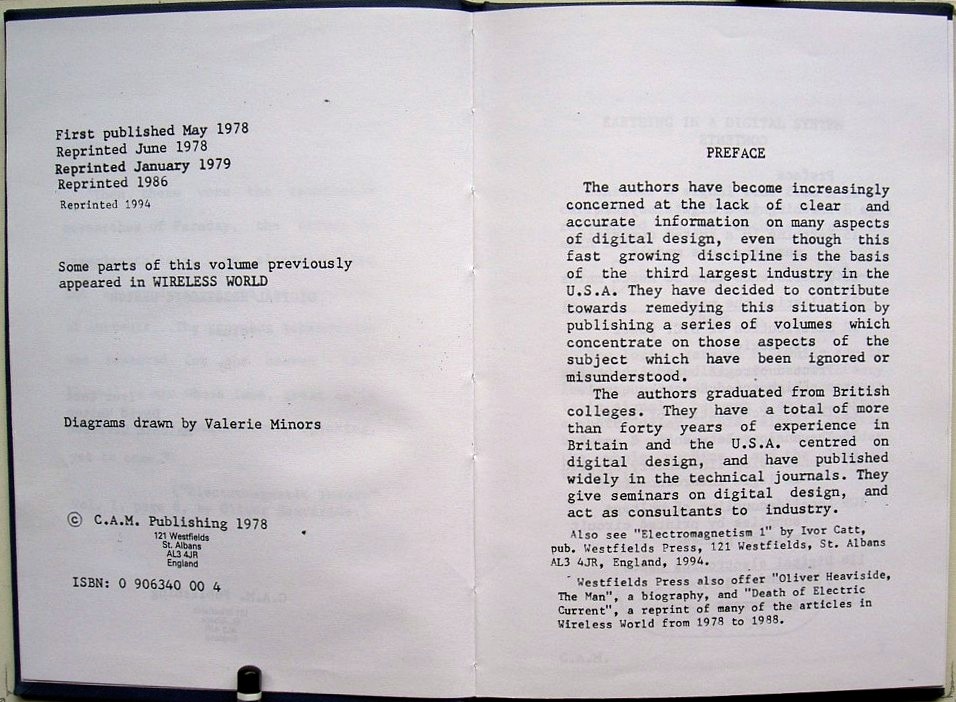 First published May 1978
Reprinted June 1978
Reprinted January 1979
Reprinted 1986
Reprinted 1994
Some parts of this volume previously
appeared in WIRELESS WORLD
Diagrams drawn by Valerie Minors
© C.A.M. Publishing 1978
121 Westfields
St. Albans
AL3 4JR
England
ISBN: 0 906340 00 4
PREFACE
The authors have become increasingly
concerned at the lack of clear and
accurate information on many aspects
of digital design, even though this
fast growing discipline is the basis
of the third largest industry in the
U.S.A. They have decided to contribute
towards remedying this situation by
publishing a series of volumes which
concentrate on those aspects of the
subject which have been ignored or
misunderstood.
The authors graduated from British
colleges. They have a total of more
than forty years of experience in
Britain and the U.S.A. centred on
digital design, and have published
widely in the technical journals. They
give seminars on digital design, and
act as consultants to industry.
Also see "Electromagnetism 1" by Ivor Catt,
pub. Westfields Press, 121 Westfields, St. Albans
AL3 4JR, England, 1994.
Westfields Press also offer "Oliver Heaviside,
The Man", a biography, and "Death of Electric
Current", a reprint of many of the articles in
Wireless World from 1978 to 1988.